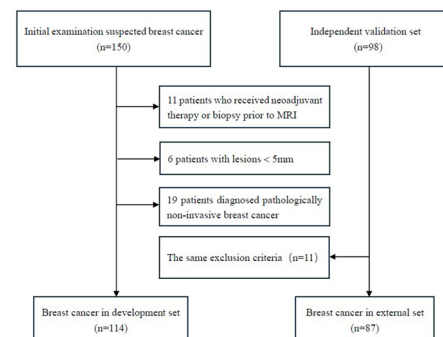 Initial examination suspected breast cancer
(n=150)
Independent validation set
(n=98)
11 patients who received neoadjuvant
therapy or biopsy prior to MRI
6 patients with lesions < 5mm
19 patients diagnosed pathologically
non-invasive breast cancer
The same exclusion criteria（n=11）
Breast cancer in development set
(n=114)
Breast cancer in external set
(n=87)